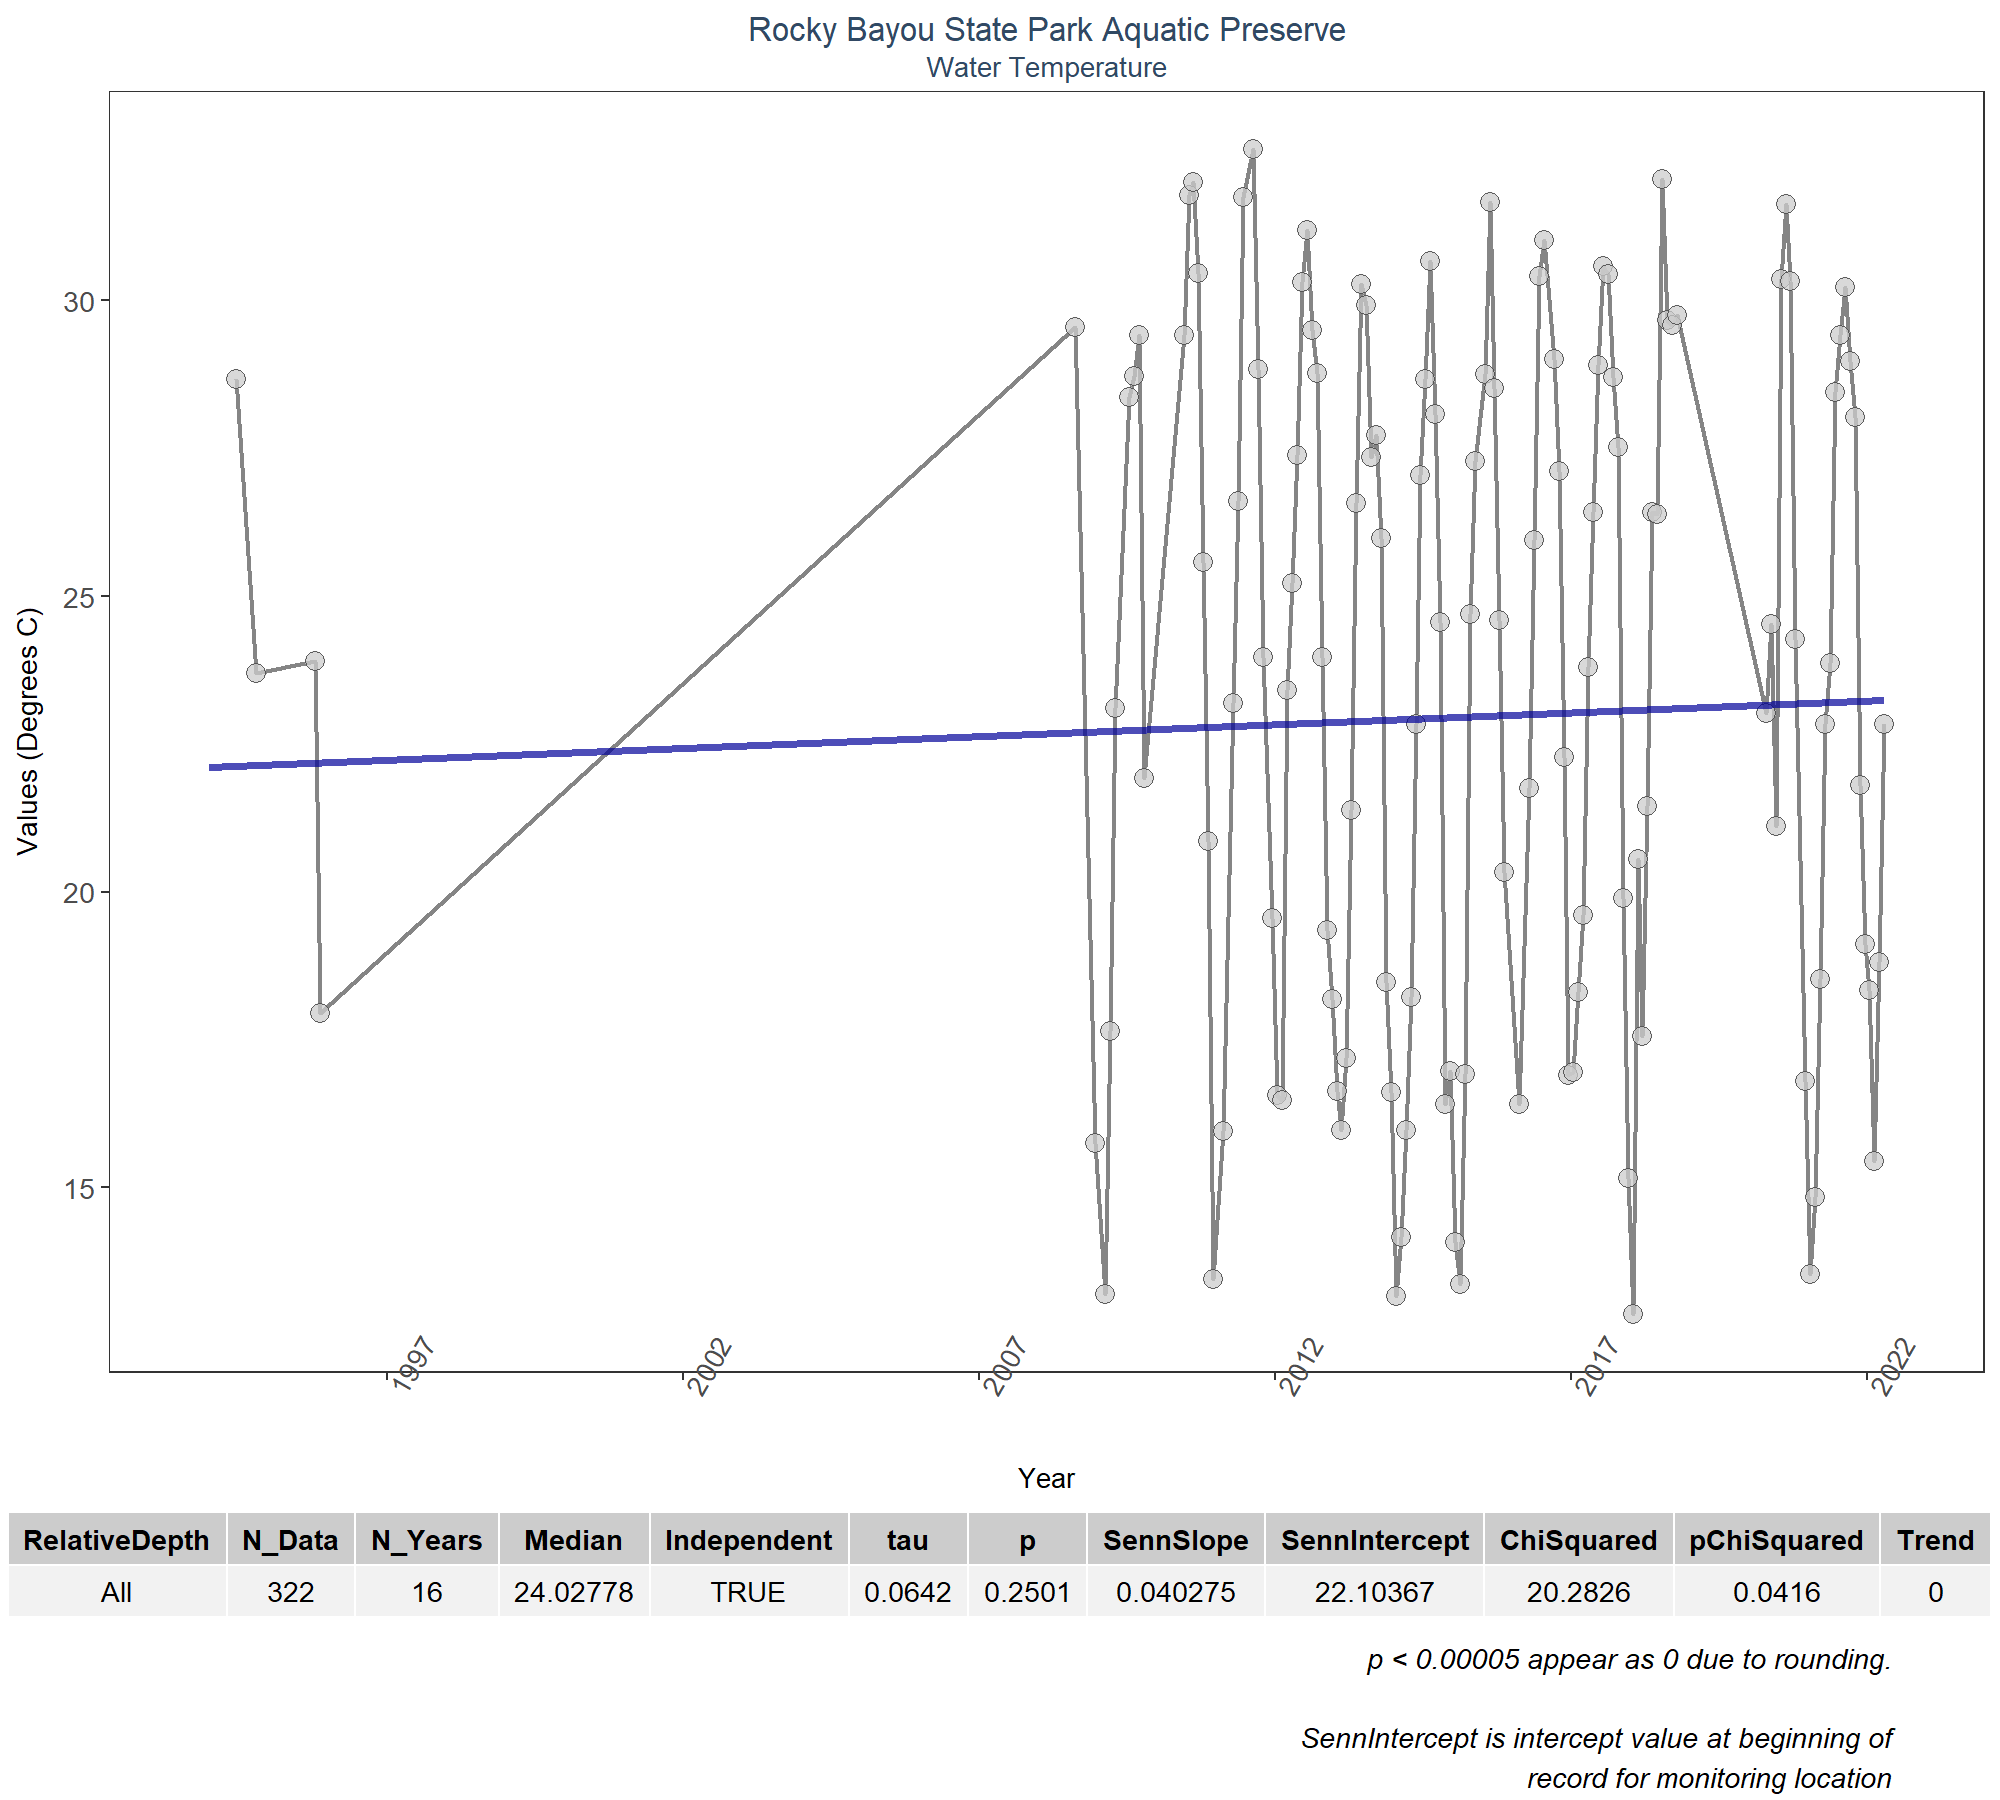 Rocky Bayou State Park Aquatic Preserve
Water Temperature
Values (Degrees C)
30
25
20
15
1997
2002
2007
2012
2017
2022
Year
RelativeDepth N_Data N_Years Median Independent tau p SennSlope SennIntercept ChiSquared pChiSquared Trend
All 322 16 24.02778 TRUE 0.0642 0.2501 0.040275 22.10367 20.2826 0.0416 0
p < 0.00005 appear as 0 due to rounding.
SennIntercept is intercept value at beginning of
record for monitoring location